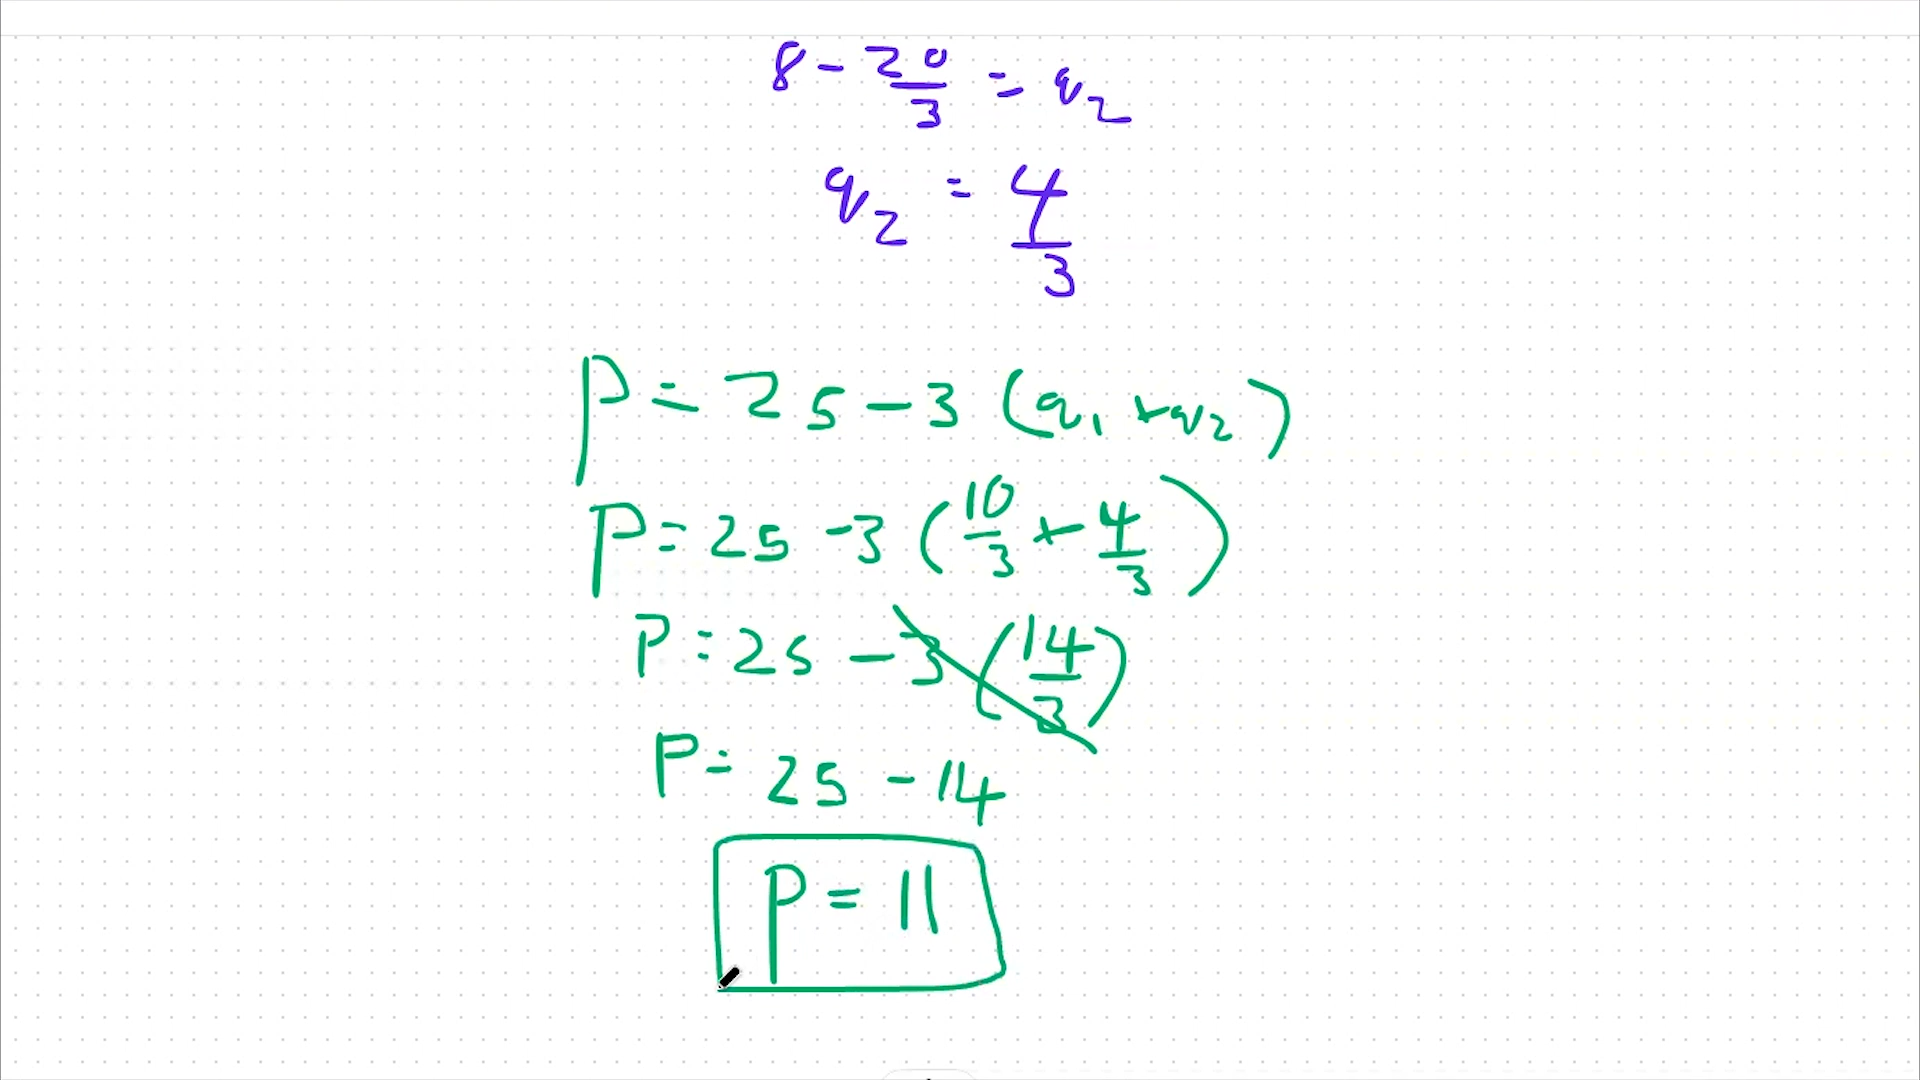 8 - 20/3 = q2
q2 = 4/3
P = 25 - 3 (q1 + q2)
P = 25 - 3 (10/3 + 4/3)
P = 25 - 3 (14/3)
P = 25 - 14
P = 11